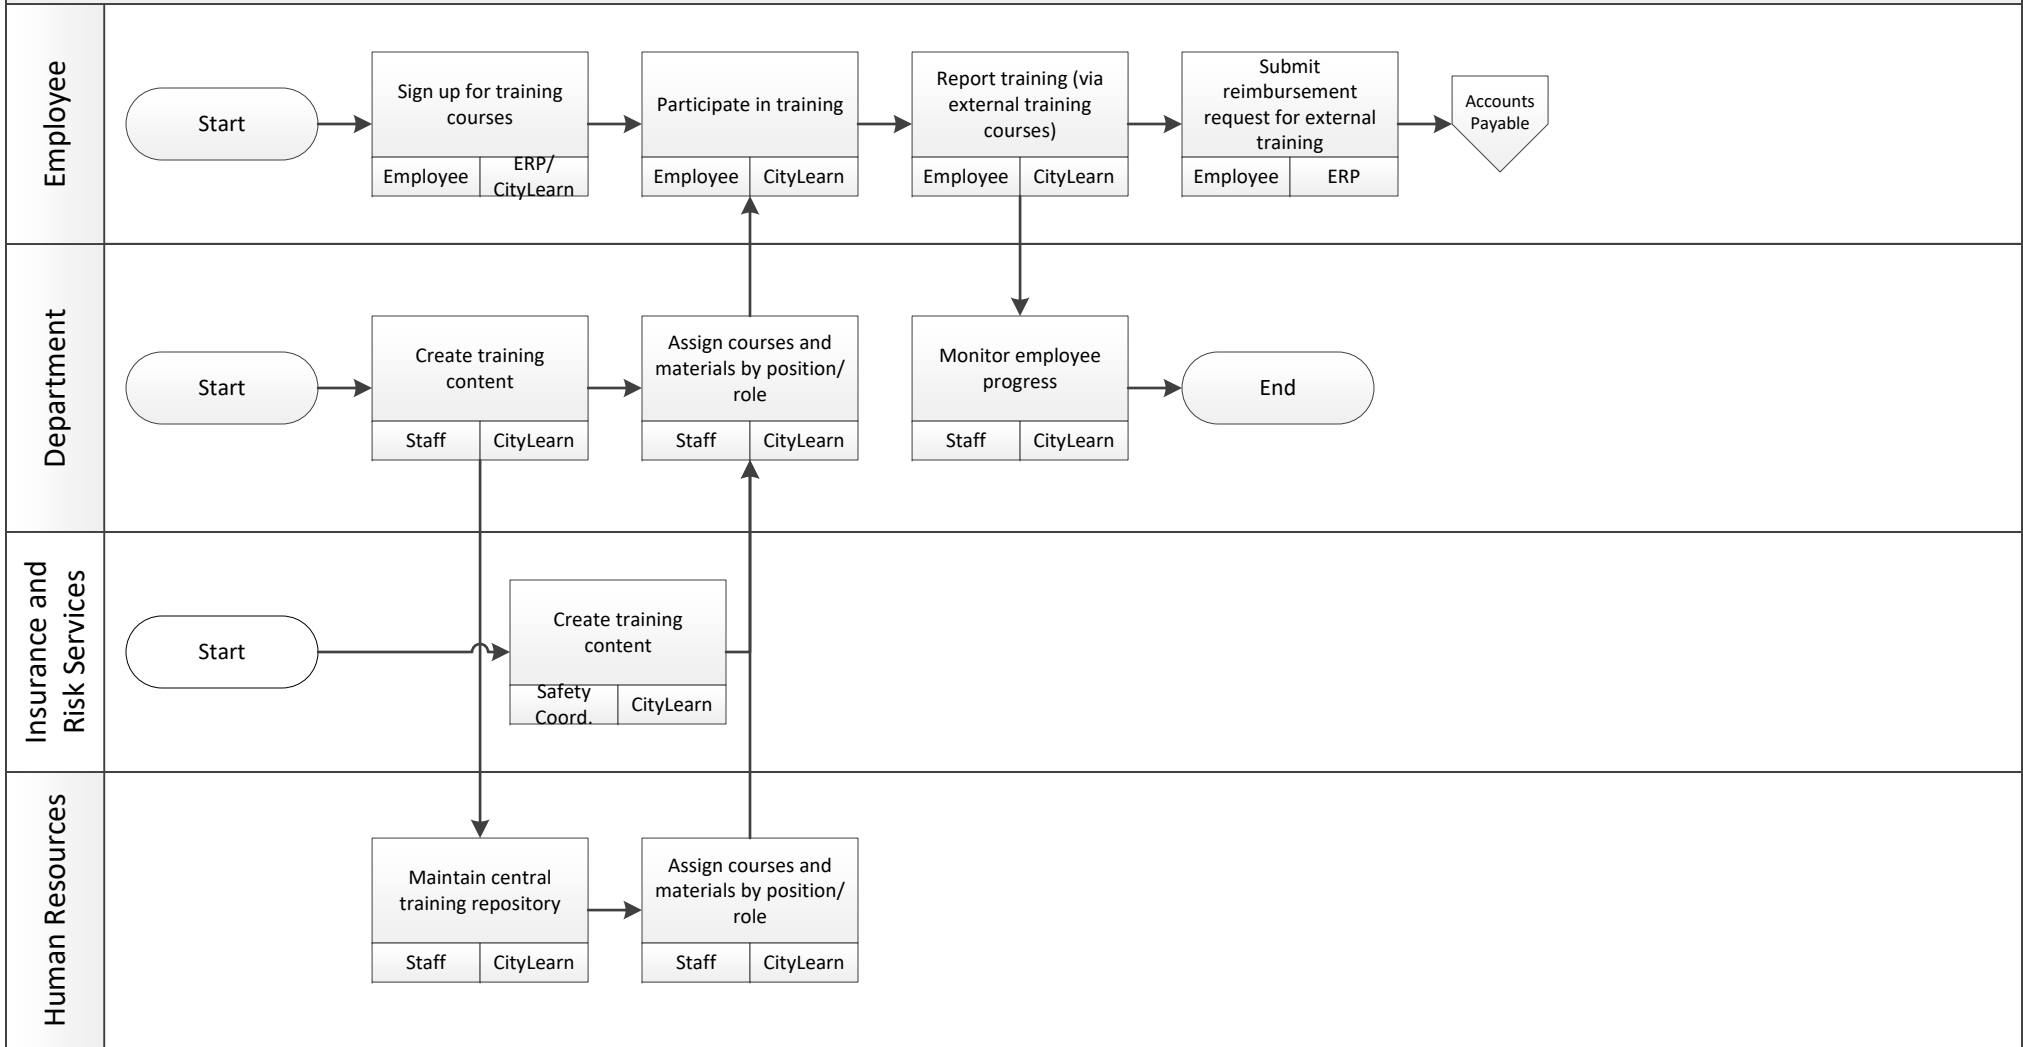 Employee
Start
Sign up for training
courses
Employee
ERP/
CityLearn
Participate in training
Employee
CityLearn
Report training (via
external training
courses)
Employee
CityLearn
Submit
reimbursement
request for external
training
Employee
ERP
Accounts
Payable
Department
Start
Create training
content
Staff
CityLearn
Assign courses and
materials by position/
role
Staff
CityLearn
Monitor employee
progress
Staff
CityLearn
End
Insurance and
Risk Services
Start
Create training
content
Safety
Coord.
CityLearn
Human Resources
Maintain central
training repository
Staff
CityLearn
Assign courses and
materials by position/
role
Staff
CityLearn